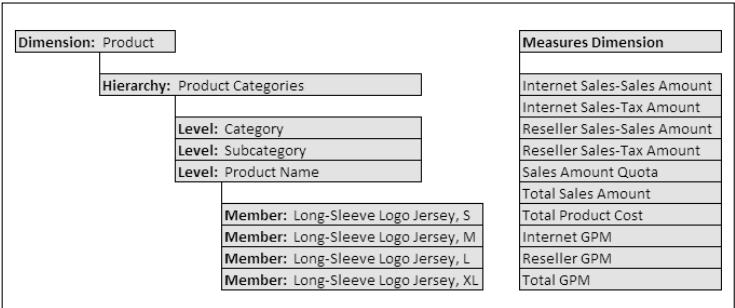 Dimension: Product
Hierarchy: Product Categories
Level: Category
Level: Subcategory
Level: Product Name
Member: Long-Sleeve Logo Jersey, S
Member: Long-Sleeve Logo Jersey, M
Member: Long-Sleeve Logo Jersey, L
Member: Long-Sleeve Logo Jersey, XL
Measures Dimension
Internet Sales-Sales Amount
Internet Sales-Tax Amount
Reseller Sales-Sales Amount
Reseller Sales-Tax Amount
Sales Amount Quota
Total Sales Amount
Total Product Cost
Internet GPM
Reseller GPM
Total GPM